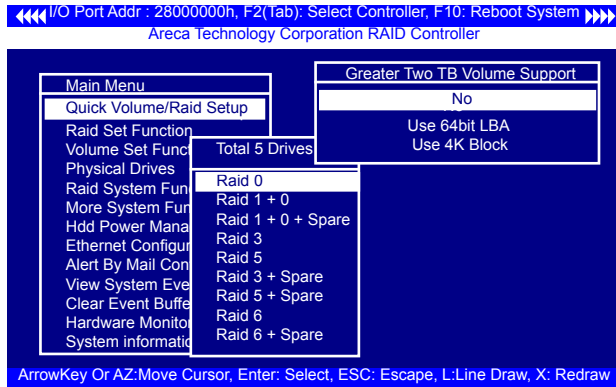 I/O Port Addr : 28000000h, F2(Tab): Select Controller, F10: Reboot System
Areca Technology Corporation RAID Controller
Main Menu
Quick Volume/Raid Setup
Raid Set Function
Volume Set Funct
Physical Drives
Raid System Fun
More System Fun
Hdd Power Mana
Ethernet Configur
Alert By Mail Con
View System Eve
Clear Event Buffe
Hardware Monitor
System informatic
Total 5 Drives
Raid 0
Raid 1 + 0
Raid 1 + 0 + Spare
Raid 3
Raid 5
Raid 3 + Spare
Raid 5 + Spare
Raid 6
Raid 6 + Spare
Greater Two TB Volume Support
No
Use 64bit LBA
Use 4K Block
ArrowKey Or AZ:Move Cursor, Enter: Select, ESC: Escape, L:Line Draw, X: Redraw